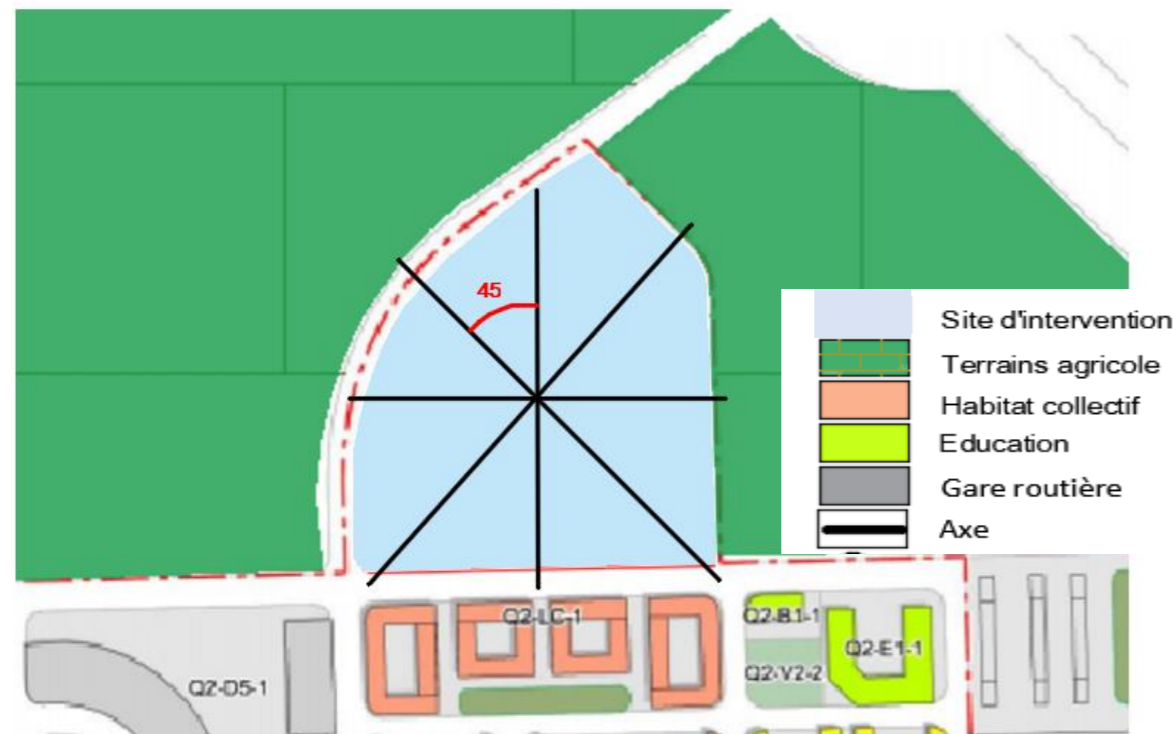 45
Site d'intervention
Terrains agricole
Habitat collectif
Education
Gare routière
Axe
Q2-LC-1
Q2-B1-1
Q2-E1-1
Q2-V2-2
Q2-D5-1